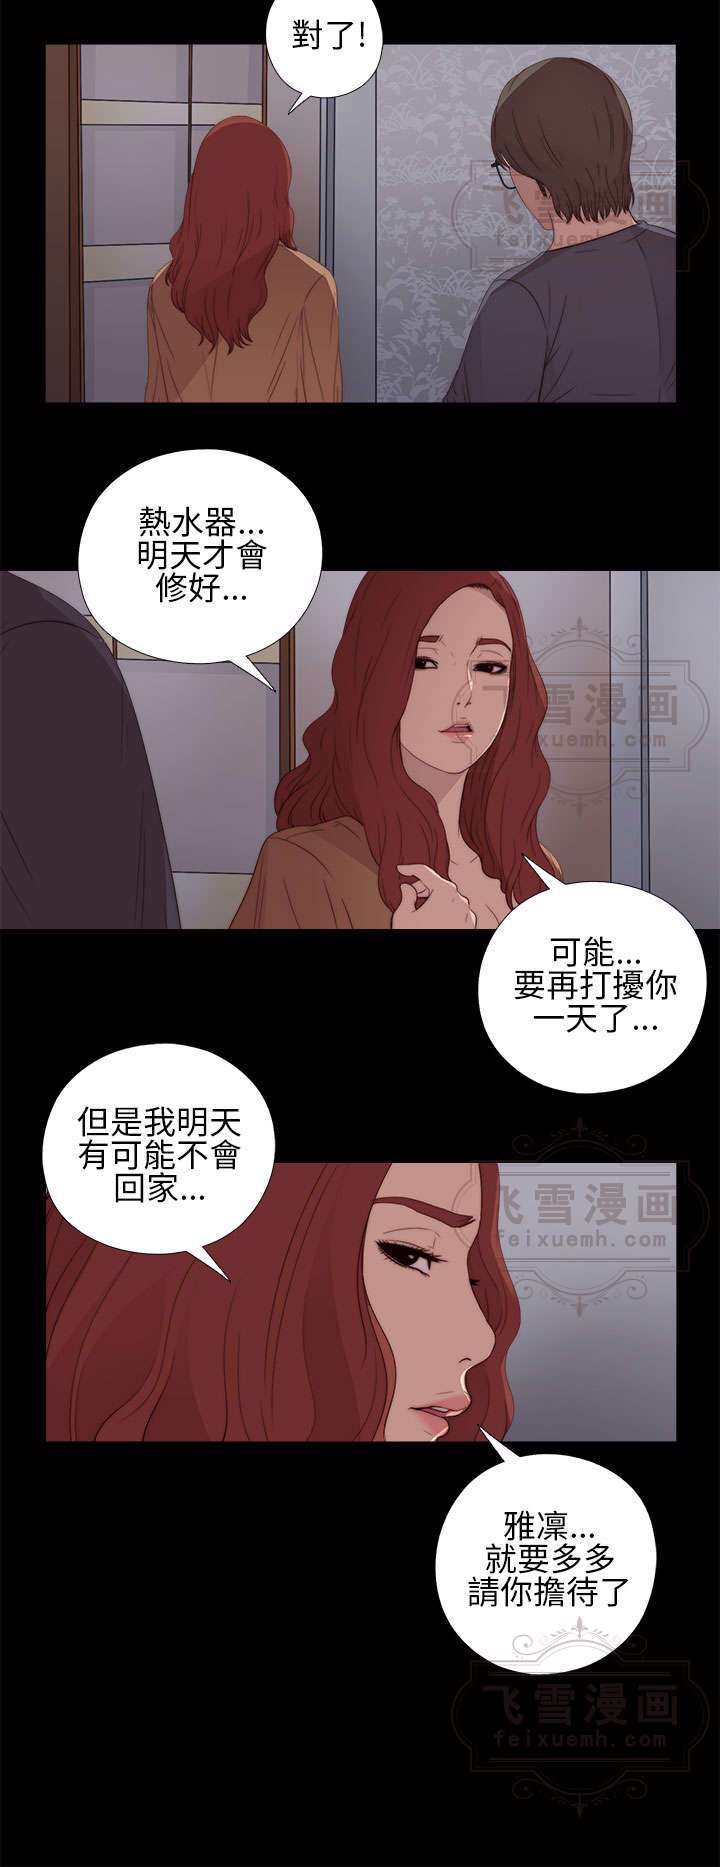 對了!
飞雪漫画
feixuemh.com
熱水器...
明天才會
修好...
飞雪漫画
feixuemh.com
可能...
要再打擾你
一天了...
但是我明天
有可能不會
回家...
飞雪漫画
feixuemh.com
雅凜...
就要多多
請你擔待了
飞雪漫画
feixuemh.com